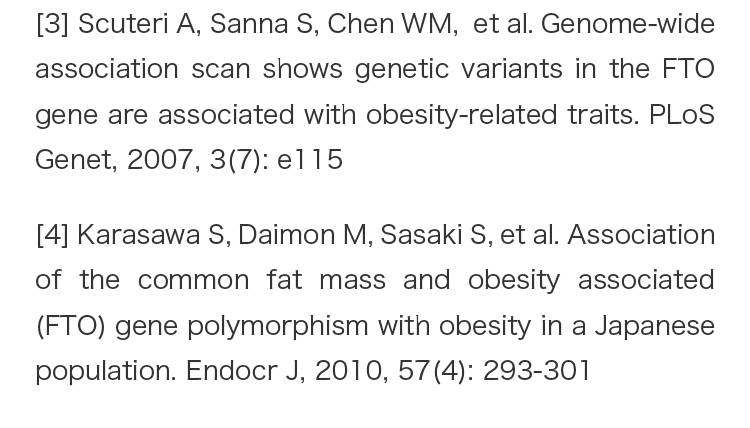 [3] Scuteri A, Sanna S, Chen WM,  et al. Genome-wide
association scan shows genetic variants in the FTO
gene are associated with obesity-related traits. PLoS
Genet, 2007, 3(7): e115
[4] Karasawa S, Daimon M, Sasaki S, et al. Association
of the common fat mass and obesity associated
(FTO) gene polymorphism with obesity in a Japanese
population. Endocr J, 2010, 57(4): 293-301